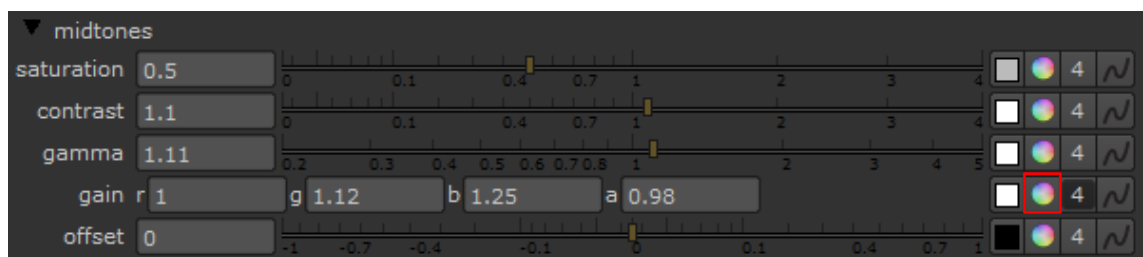 midtones
saturation 0.5 0 0.1 0.4 0.7 1 2 3 4 4
contrast 1.1 0 0.1 0.4 0.7 1 2 3 4 4
gamma 1.11 0.2 0.3 0.4 0.5 0.6 0.7 0.8 1 2 3 4 5 4
gain r 1 g 1.12 b 1.25 a 0.98 4
offset 0 -1 -0.7 -0.4 -0.1 0 0.1 0.4 0.7 1 4